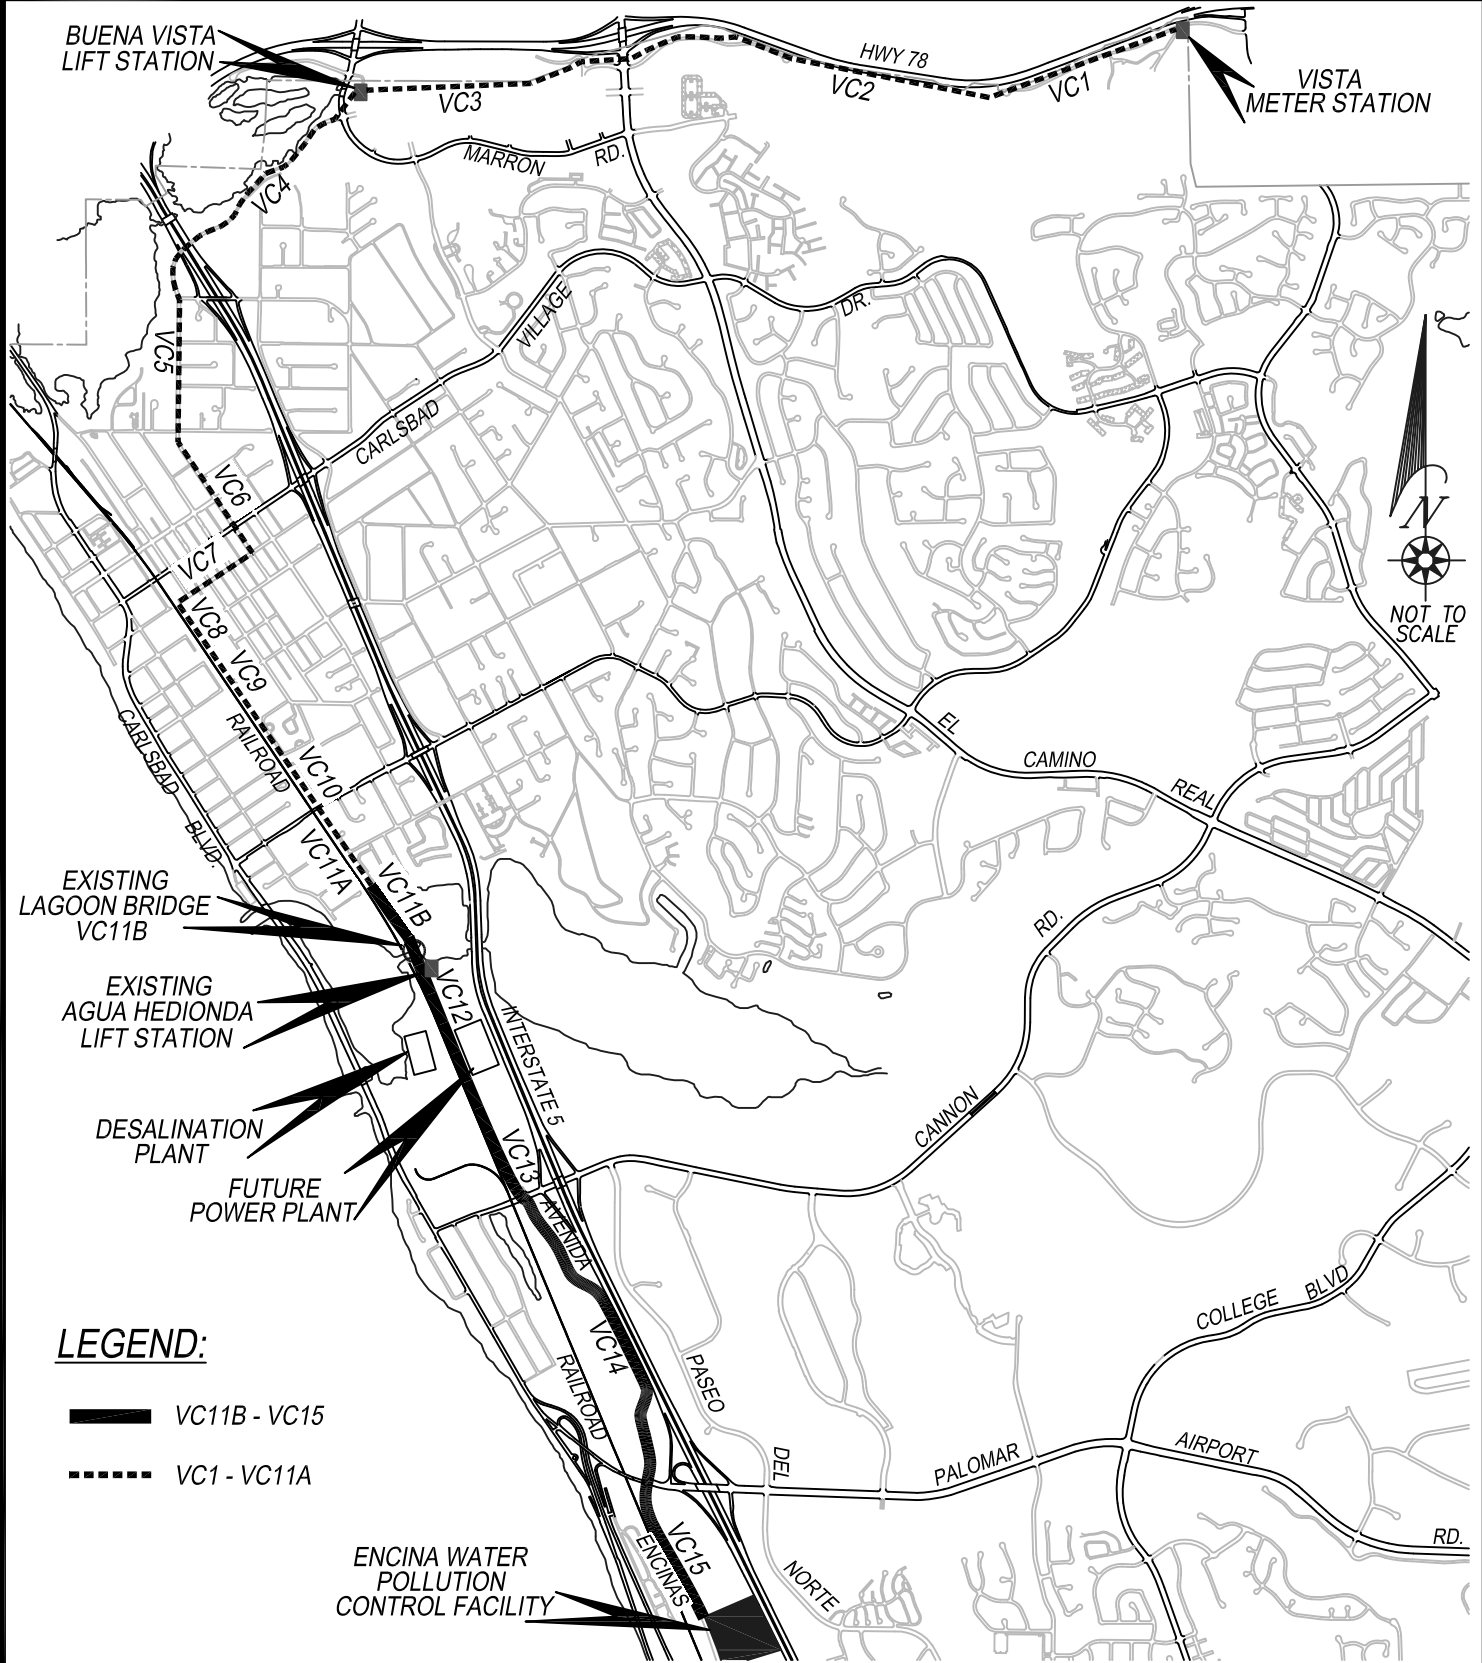 BUENA VISTA
LIFT STATION
HWY 78
VISTA
METER STATION
VC3
VC2
VC1
MARRON
RD.
VC4
VC5
VILLAGE
DR.
CARLSBAD
VC6
VC7
N
NOT TO
SCALE
VC8
VC9
RAILROAD
CARLSBAD
BLVD.
VC10
EL
CAMINO
REAL
VC11A
VC11B
EXISTING
LAGOON BRIDGE
VC11B
RD.
EXISTING
AGUA HEDIONDA
LIFT STATION
VC12
INTERSTATE 5
CANNON
DESALINATION
PLANT
VC13
FUTURE
POWER PLANT
AVENIDA
COLLEGE
BLVD
LEGEND:
VC14
RAILROAD
PASEO
VC11B - VC15
VC1 - VC11A
DEL
PALOMAR
AIRPORT
RD.
ENCINA WATER
POLLUTION
CONTROL FACILITY
VC15
ENCINAS
NORTE